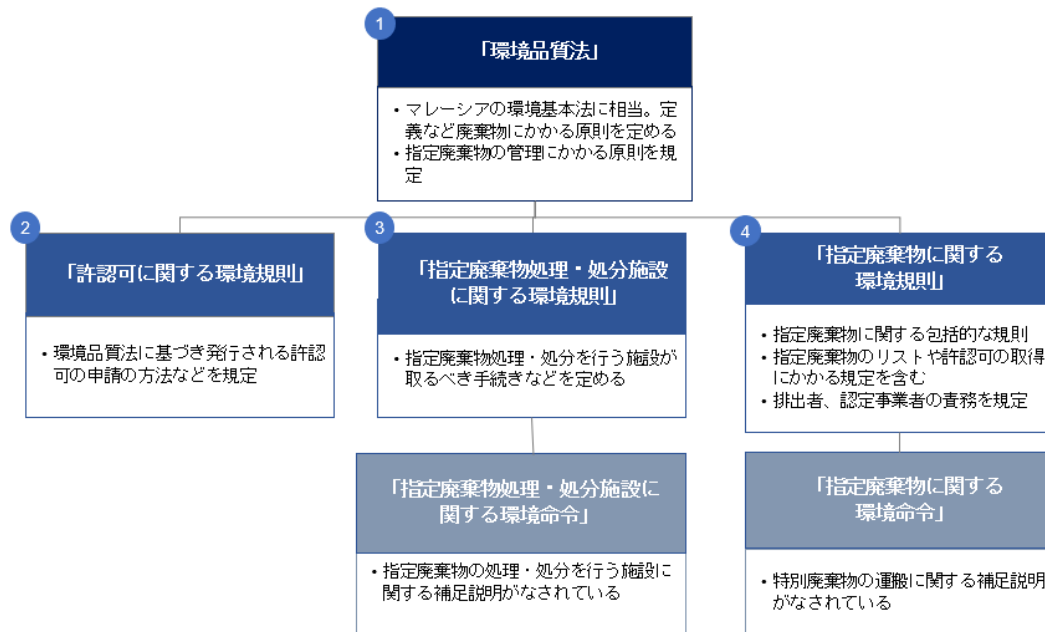 1
「環境品質法」
・マレーシアの環境基本法に相当。定
義など廃棄物にかかる原則を定める
・指定廃棄物の管理にかかる原則を規
定
2
「許認可に関する環境規則」
・環境品質法に基づき発行される許認
可の申請の方法などを規定
3
「指定廃棄物処理・処分施設
に関する環境規則」
・指定廃棄物処理・処分を行う施設が
取るべき手続きなどを定める
4
「指定廃棄物に関する
環境規則」
・指定廃棄物に関する包括的な規則
・指定廃棄物のリストや許認可の取得
にかかる規定を含む
・排出者、認定事業者の責務を規定
「指定廃棄物処理・処分施設に
関する環境命令」
・指定廃棄物の処理・処分を行う施設に
関する補足説明がなされている
「指定廃棄物に関する
環境命令」
・特別廃棄物の運搬に関する補足説明
がなされている